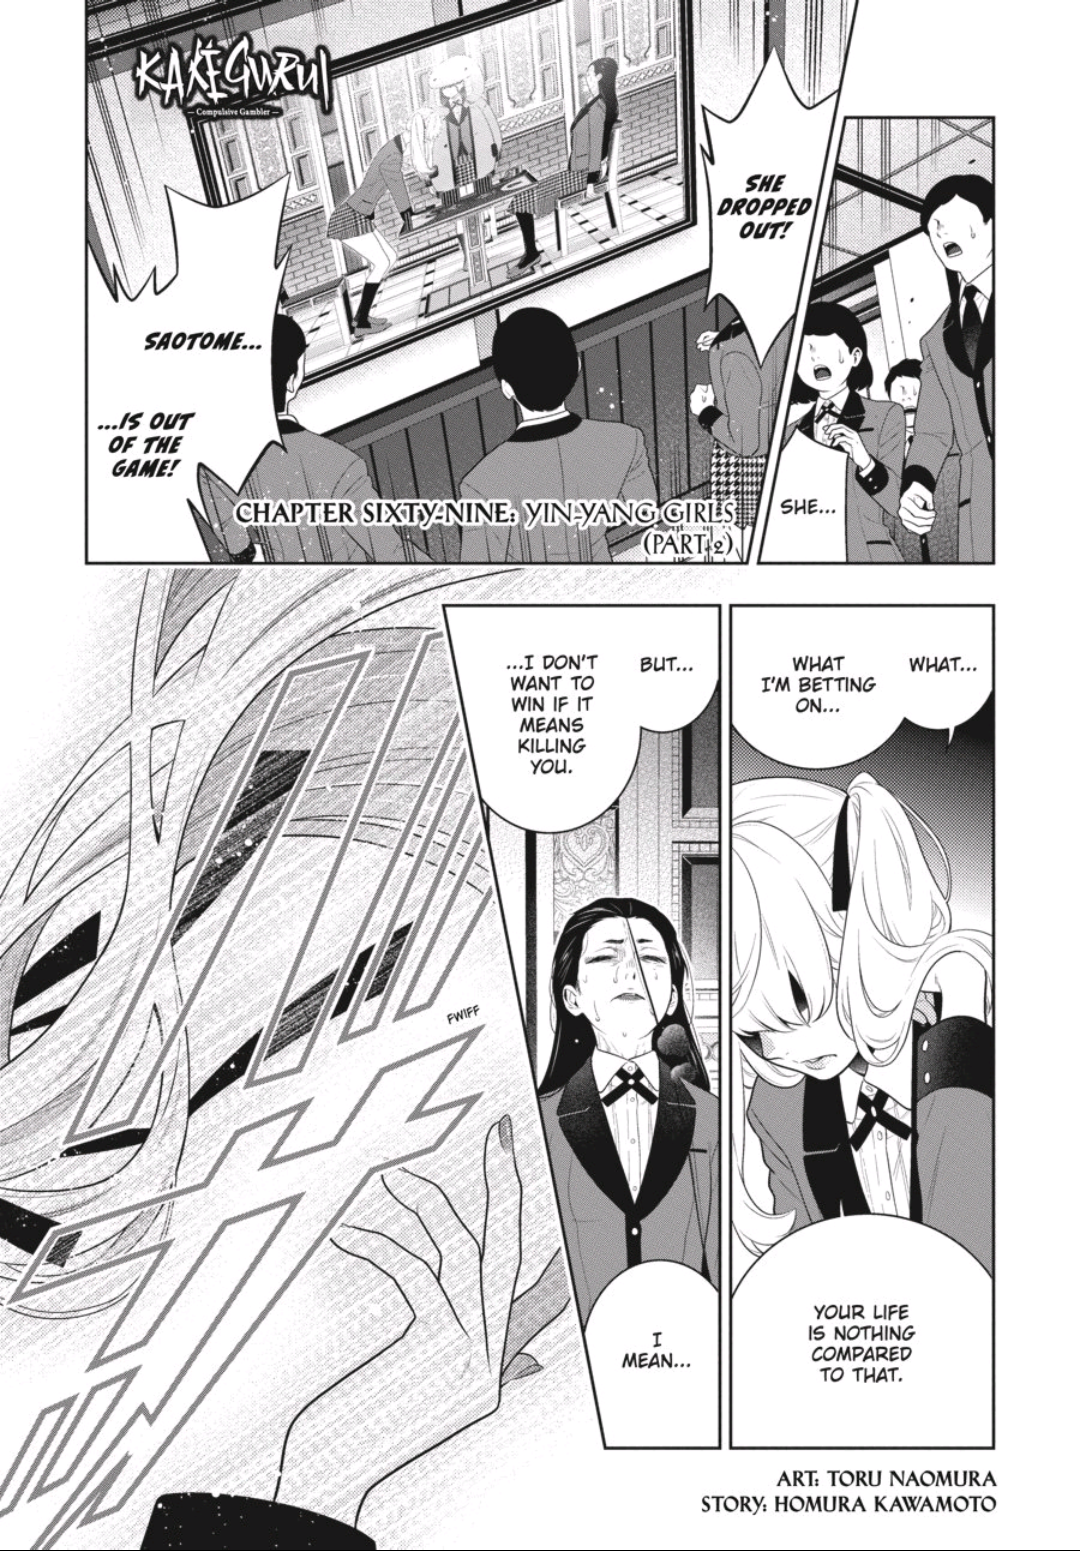 KAKEGURUI
– Compulsive Gambler –
SHE...
SHE
DROPPED
OUT!
SAOTOME...
...IS OUT
OF THE
GAME!
CHAPTER SIXTY-NINE: YIN-YANG GIRLS
(PART 2)
WHAT...
WHAT
I'M BETTING
ON...
YOUR LIFE
IS NOTHING
COMPARED
TO THAT.
BUT...
...I DON'T
WANT TO
WIN IF IT
MEANS
KILLING
YOU.
I
MEAN...
FWIFF
ART: TORU NAOMURA
STORY: HOMURA KAWAMOTO